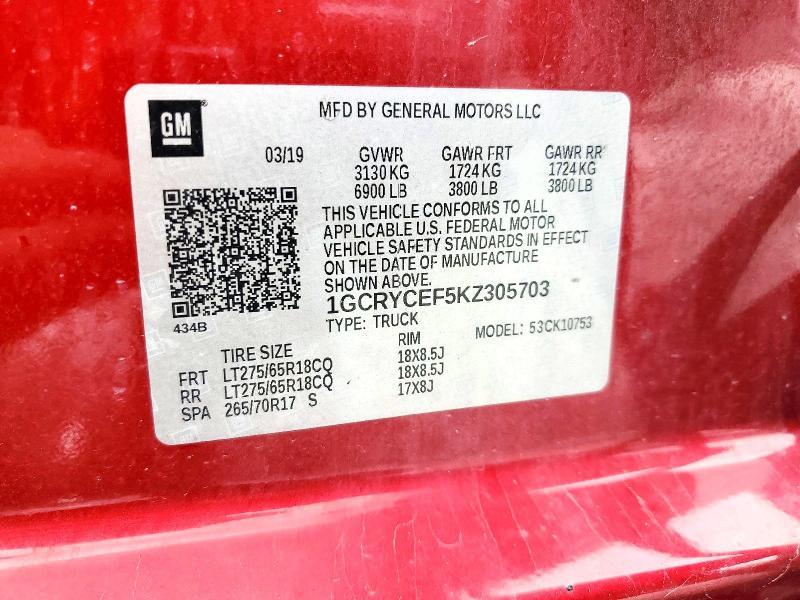 GM
MFD BY GENERAL MOTORS LLC
03/19 GVWR GAWR FRT GAWR RR
3130 KG 1724 KG 1724 KG
6900 LB 3800 LB 3800 LB
THIS VEHICLE CONFORMS TO ALL
APPLICABLE U.S. FEDERAL MOTOR
VEHICLE SAFETY STANDARDS IN EFFECT
ON THE DATE OF MANUFACTURE
SHOWN ABOVE.
1GCRYCEF5KZ305703
434B
TYPE: TRUCK MODEL: 53CK10753
TIRE SIZE RIM
FRT LT275/65R18CQ 18X8.5J
RR LT275/65R18CQ 18X8.5J
SPA 265/70R17 S 17X8J